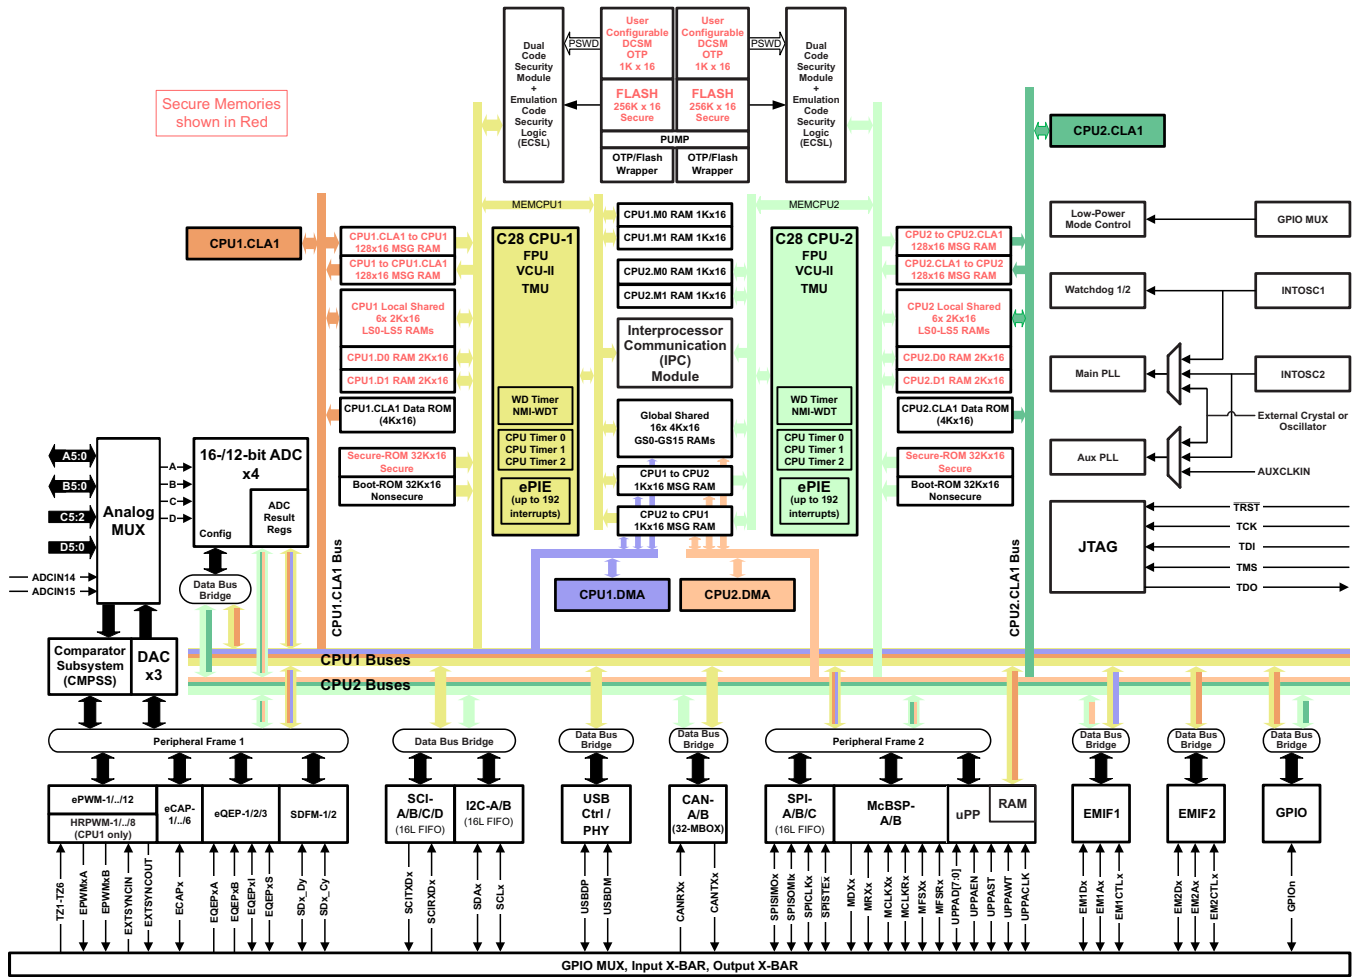 Secure Memories
shown in Red
Dual
Code
Security
Module
+
Emulation
Code
Security
Logic
(ECSL)
PSWD
User
Configurable
DCSM
OTP
1K x 16
User
Configurable
DCSM
OTP
1K x 16
PSWD
FLASH
256K x 16
Secure
FLASH
256K x 16
Secure
PUMP
OTP/Flash
Wrapper
OTP/Flash
Wrapper
Dual
Code
Security
Module
+
Emulation
Code
Security
Logic
(ECSL)
CPU2.CLA1
CPU1.CLA1
MEMCPU1
MEMCPU2
CPU1.CLA1 to CPU1
128x16 MSG RAM
CPU1 to CPU1.CLA1
128x16 MSG RAM
CPU1 Local Shared
6x 2Kx16
LS0-LS5 RAMs
CPU1.D0 RAM 2Kx16
CPU1.D1 RAM 2Kx16
CPU1.CLA1 Data ROM
(4Kx16)
Secure-ROM 32Kx16
Secure
Boot-ROM 32Kx16
Nonsecure
C28 CPU-1
FPU
VCU-II
TMU
WD Timer
NMI-WDT
CPU Timer 0
CPU Timer 1
CPU Timer 2
ePIE
(up to 192
interrupts)
CPU1.M0 RAM 1Kx16
CPU1.M1 RAM 1Kx16
CPU2.M0 RAM 1Kx16
CPU2.M1 RAM 1Kx16
Interprocessor
Communication
(IPC)
Module
Global Shared
16x 4Kx16
GS0-GS15 RAMs
CPU1 to CPU2
1Kx16 MSG RAM
CPU2 to CPU1
1Kx16 MSG RAM
C28 CPU-2
FPU
VCU-II
TMU
WD Timer
NMI-WDT
CPU Timer 0
CPU Timer 1
CPU Timer 2
ePIE
(up to 192
interrupts)
CPU2 to CPU2.CLA1
128x16 MSG RAM
CPU2.CLA1 to CPU2
128x16 MSG RAM
CPU2 Local Shared
6x 2Kx16
LS0-LS5 RAMs
CPU2.D0 RAM 2Kx16
CPU2.D1 RAM 2Kx16
CPU2.CLA1 Data ROM
(4Kx16)
Secure-ROM 32Kx16
Secure
Boot-ROM 32Kx16
Nonsecure
Low-Power
Mode Control
GPIO MUX
Watchdog 1/2
INTOSC1
Main PLL
INTOSC2
External Crystal or
Oscillator
Aux PLL
AUXCLKIN
JTAG
TRST
TCK
TDI
TMS
TDO
A5:0
B5:0
C5:2
D5:0
ADCIN14
ADCIN15
Analog
MUX
A
B
C
D
16-/12-bit ADC
x4
ADC
Result
Regs
Config
Data Bus
Bridge
Comparator
Subsystem
(CMPSS)
DAC
x3
CPU1.CLA1 Bus
CPU2.CLA1 Bus
CPU1.DMA
CPU2.DMA
CPU1 Buses
CPU2 Buses
Peripheral Frame 1
Data Bus Bridge
Data Bus
Bridge
Data Bus
Bridge
Peripheral Frame 2
Data Bus
Bridge
Data Bus
Bridge
Data Bus
Bridge
ePWM-1/../12
HRPWM-1/../8
(CPU1 only)
eCAP-
1/../6
eQEP-1/2/3
SDFM-1/2
SCI-
A/B/C/D
(16L FIFO)
I2C-A/B
(16L FIFO)
USB
Ctrl /
PHY
CAN-
A/B
(32-MBOX)
SPI-
A/B/C
(16L FIFO)
McBSP-
A/B
uPP
RAM
EMIF1
EMIF2
GPIO
TZ1-TZ6
EPWMxA
EPWMxB
EXTSYNCIN
EXTSYNCOUT
ECAPx
EQEPxA
EQEPxB
EQEPxI
EQEPxS
SDx_Dy
SDx_Cy
SCITXDx
SCIRXDx
SDAx
SCLx
USBDP
USBDM
CANRXx
CANTXx
SPISIMOx
SPISOMIx
SPICLKx
SPISTEx
MDXx
MRXx
MCLKXx
MCLKRx
MFSXx
MFSRx
UPPAD[7:0]
UPPAEN
UPPAST
UPPAWT
UPPACLK
EM1Dx
EM1Ax
EM1CTLx
EM2Dx
EM2Ax
EM2CTLx
GPIOn
GPIO MUX, Input X-BAR, Output X-BAR